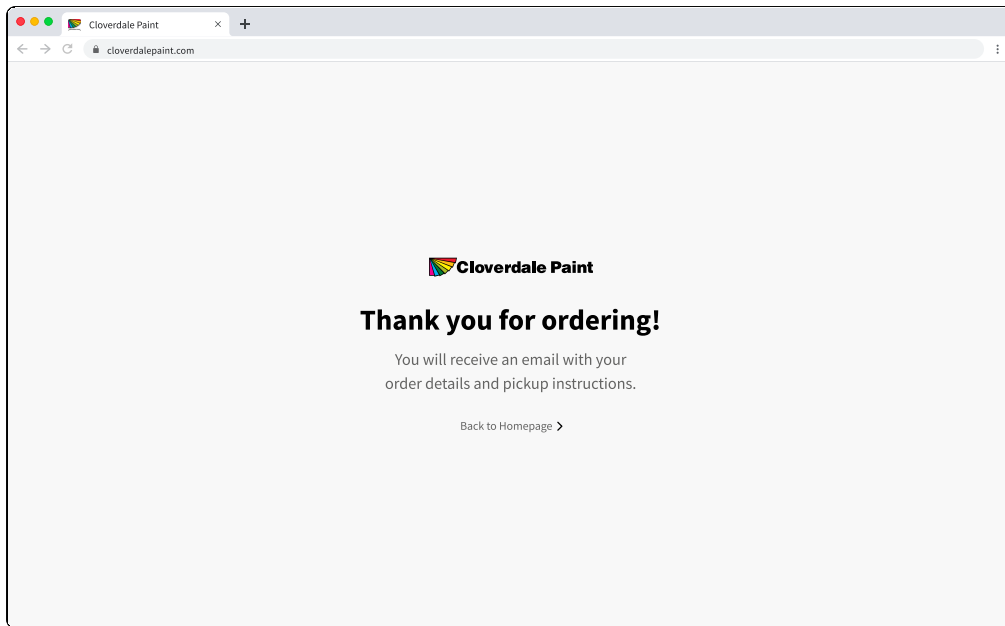 Cloverdale Paint
cloverdalepaint.com
Cloverdale Paint
Thank you for ordering!
You will receive an email with your
order details and pickup instructions.
Back to Homepage